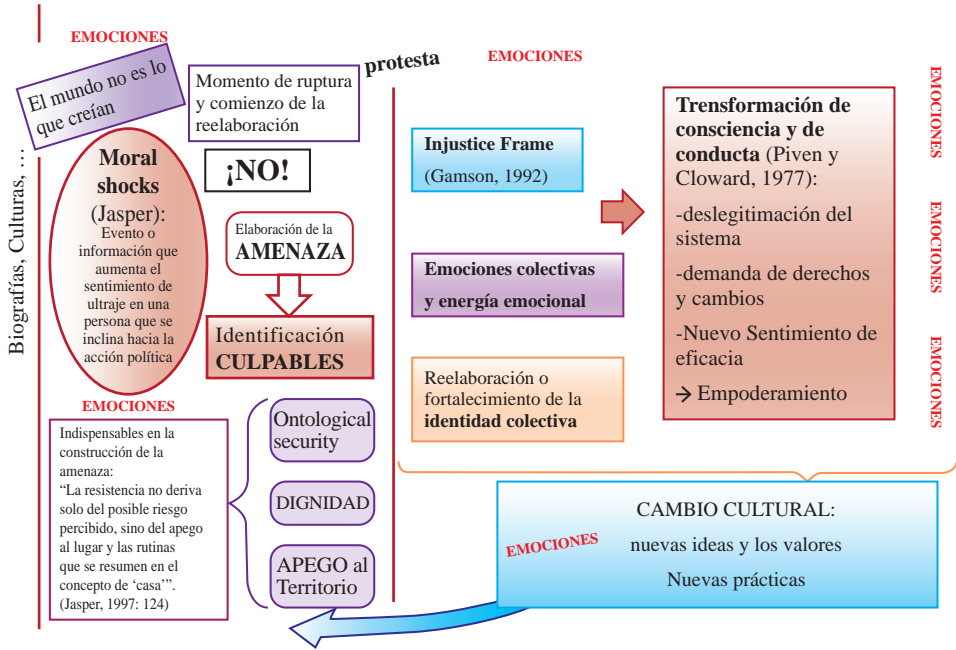 Biografías, Culturas, …
EMOCIONES
El mundo no es lo
que creían
Momento de ruptura
y comienzo de la
reelaboración
Moral
shocks
(Jasper):
Evento o
información que
aumenta el
sentimiento de
ultraje en una
persona que se
inclina hacia la
acción política
¡NO!
Elaboración de la
AMENAZA
Identificación
CULPABLES
EMOCIONES
Indispensables en la
construcción de la
amenaza:
“La resistencia no deriva
solo del posible riesgo
percibido, sino del apego
al lugar y las rutinas
que se resumen en el
concepto de ‘casa’”.
(Jasper, 1997: 124)
Ontological
security
DIGNIDAD
APEGO al
Territorio
protesta
EMOCIONES
Injustice Frame
(Gamson, 1992)
Emociones colectivas
y energía emocional
Reelaboración o
fortalecimiento de la
identidad colectiva
Trensformación de
consciencia y de
conducta (Piven y
Cloward, 1977):
-deslegitimación del
sistema
-demanda de derechos
y cambios
-Nuevo Sentimiento de
eficacia
→ Empoderamiento
EMOCIONES
EMOCIONES
EMOCIONES
CAMBIO CULTURAL:
EMOCIONES
nuevas ideas y los valores
Nuevas prácticas